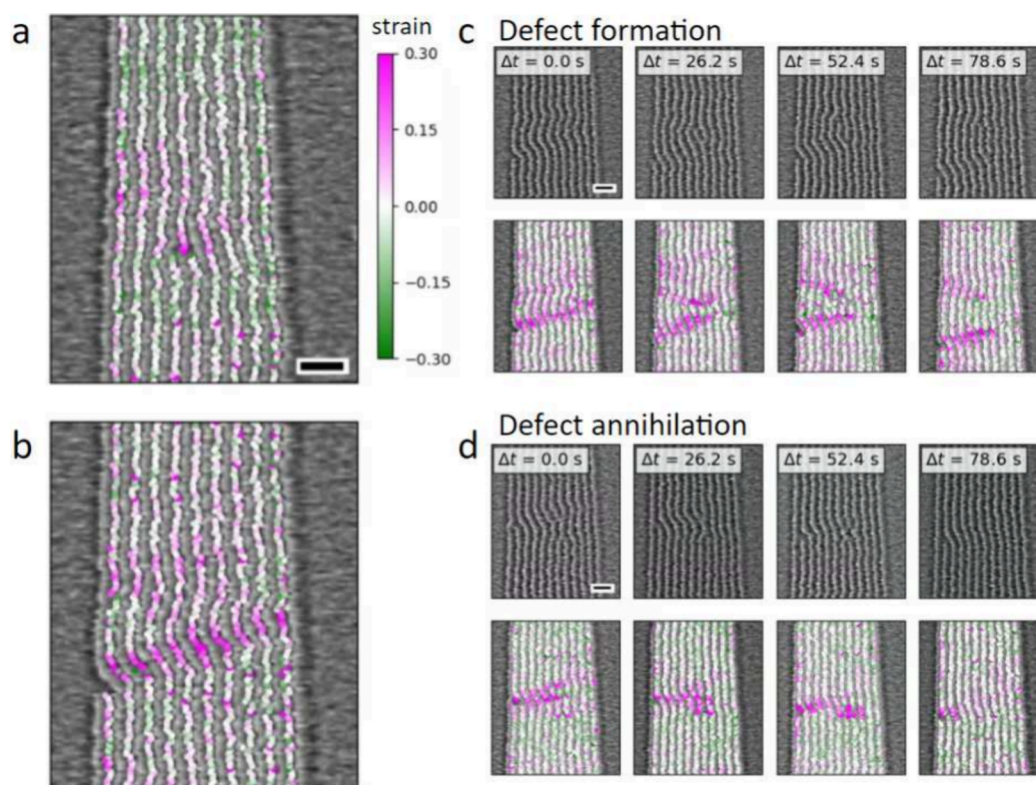 a
strain
0.30
0.15
0.00
−0.15
−0.30
b
c
Defect formation
Δt = 0.0 s
Δt = 26.2 s
Δt = 52.4 s
Δt = 78.6 s
d
Defect annihilation
Δt = 0.0 s
Δt = 26.2 s
Δt = 52.4 s
Δt = 78.6 s